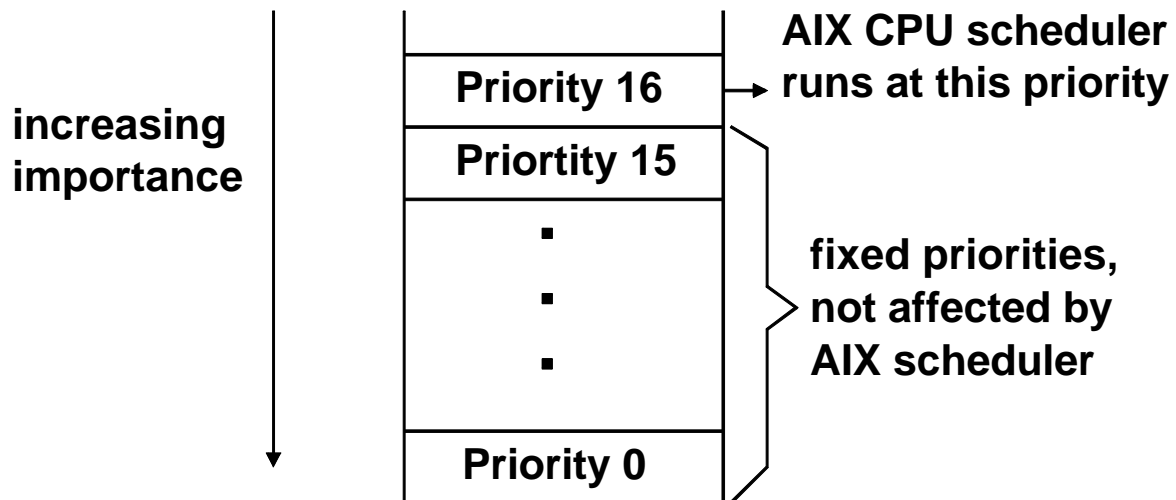 increasing
importance
Priority 16
Priortity 15
Priority 0
AIX CPU scheduler
runs at this priority
fixed priorities,
not affected by
AIX scheduler